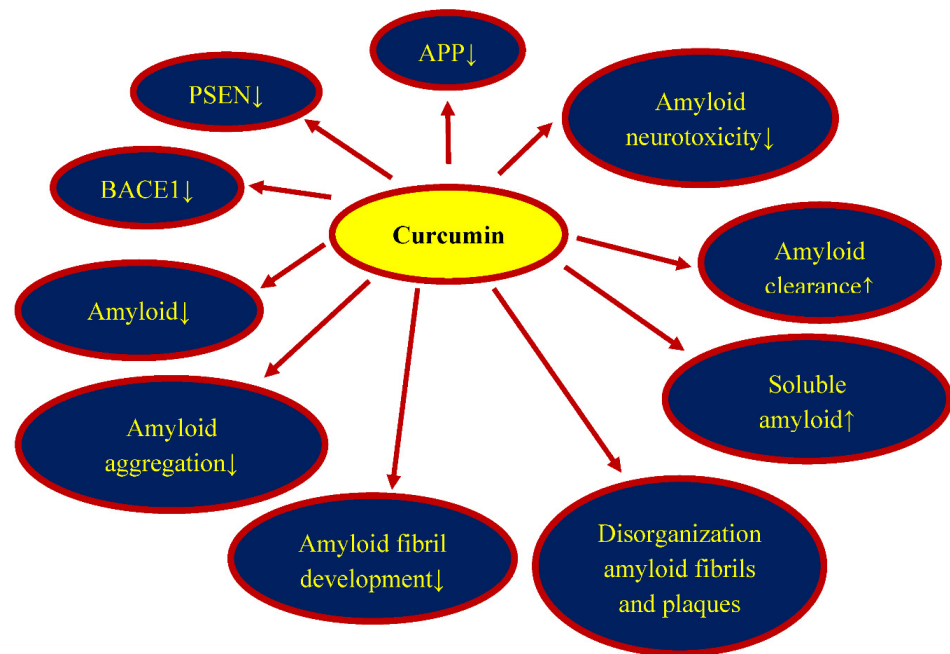 APP↓
PSEN↓
Amyloid
neurotoxicity↓
BACE1↓
Curcumin
Amyloid
clearance↑
Amyloid↓
Soluble
amyloid↑
Amyloid
aggregation↓
Amyloid fibril
development↓
Disorganization
amyloid fibrils
and plaques